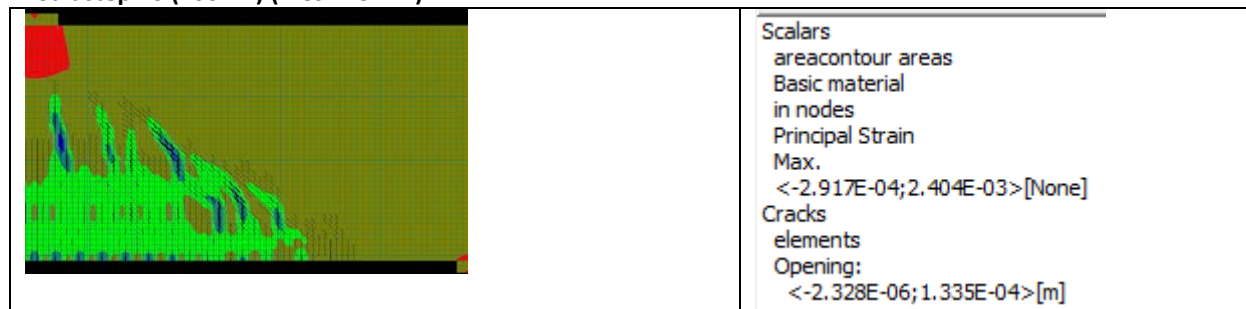 Scalars
areacontour areas
Basic material
in nodes
Principal Strain
Max.
<-2.917E-04;2.404E-03>[None]
Cracks
elements
Opening:
<-2.328E-06;1.335E-04>[m]